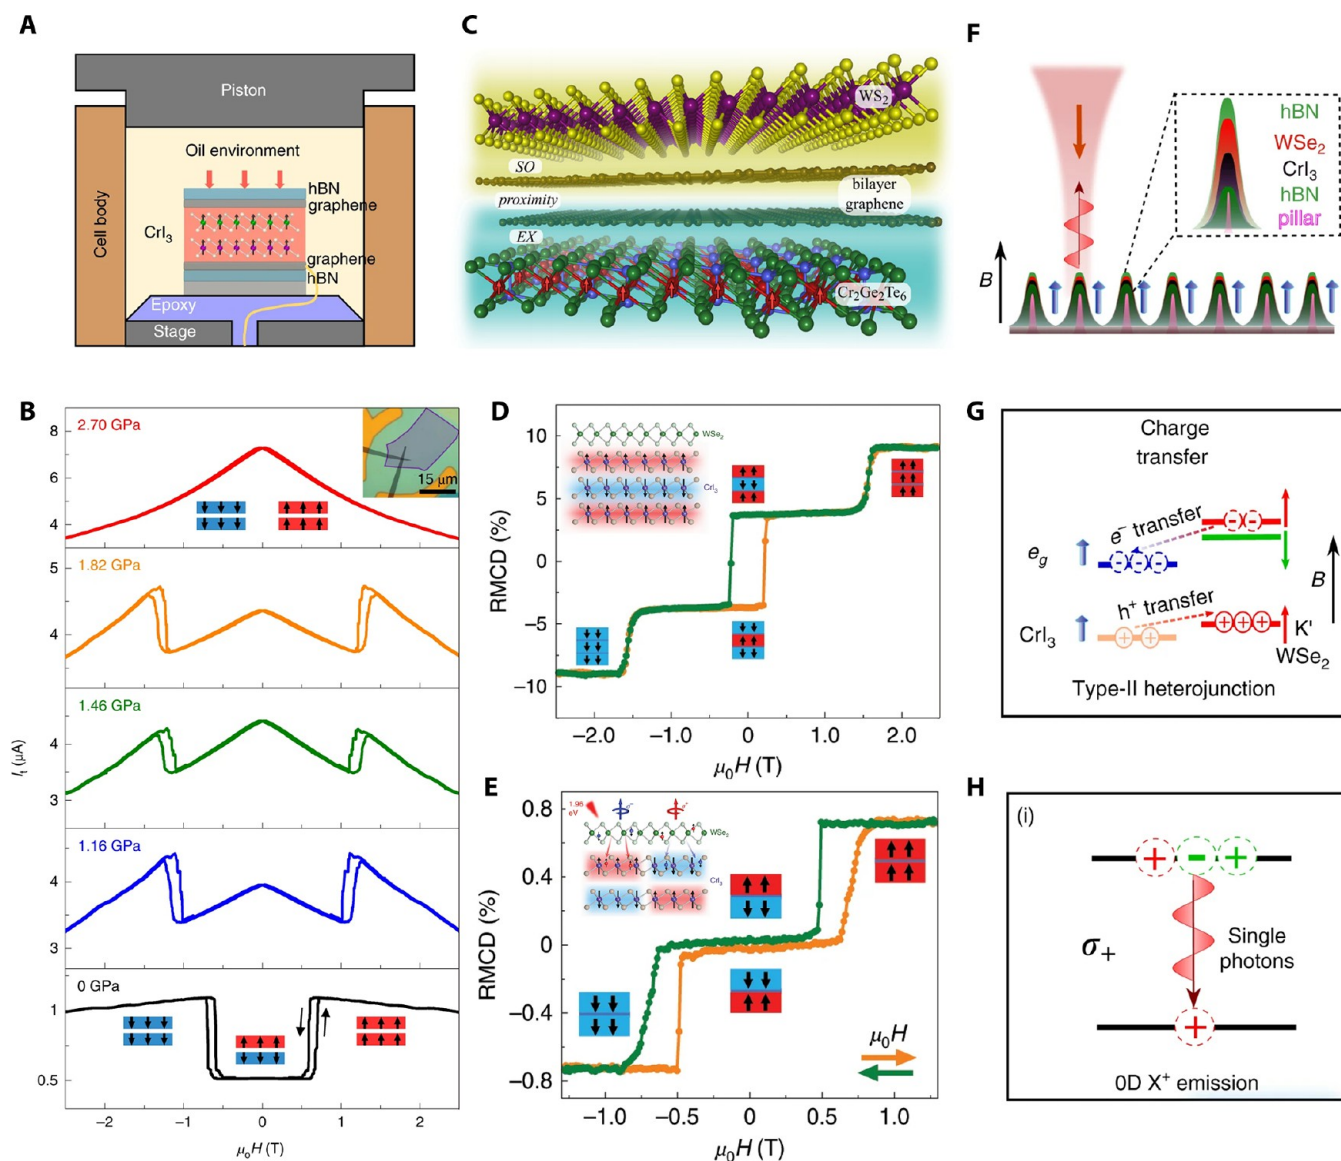 A
Piston
Oil environment
hBN
graphene
CrI3
graphene
hBN
Epoxy
Stage
Cell body
B
2.70 GPa
15 μm
8
6
4
1.82 GPa
5
4
1.46 GPa
4
3
1.16 GPa
4
3
0 GPa
1
0.5
It (μA)
−2
−1
0
1
2
μ0H (T)
C
WS2
SO
proximity
bilayer
graphene
EX
Cr2Ge2Te6
D
WSe2
CrI3
10
5
0
−5
−10
RMCD (%)
−2.0
−1.0
0
1.0
2.0
μ0H (T)
E
1.96
eV
e−
e+
WSe2
CrI3
0.8
0.4
0
−0.4
−0.8
RMCD (%)
μ0H
−1.0
−0.5
0
0.5
1.0
μ0H (T)
F
hBN
WSe2
CrI3
hBN
pillar
B
G
Charge
transfer
e− transfer
eg
h+ transfer
B
K'
CrI3
WSe2
Type-II heterojunction
H
(i)
σ+
Single
photons
0D X+ emission